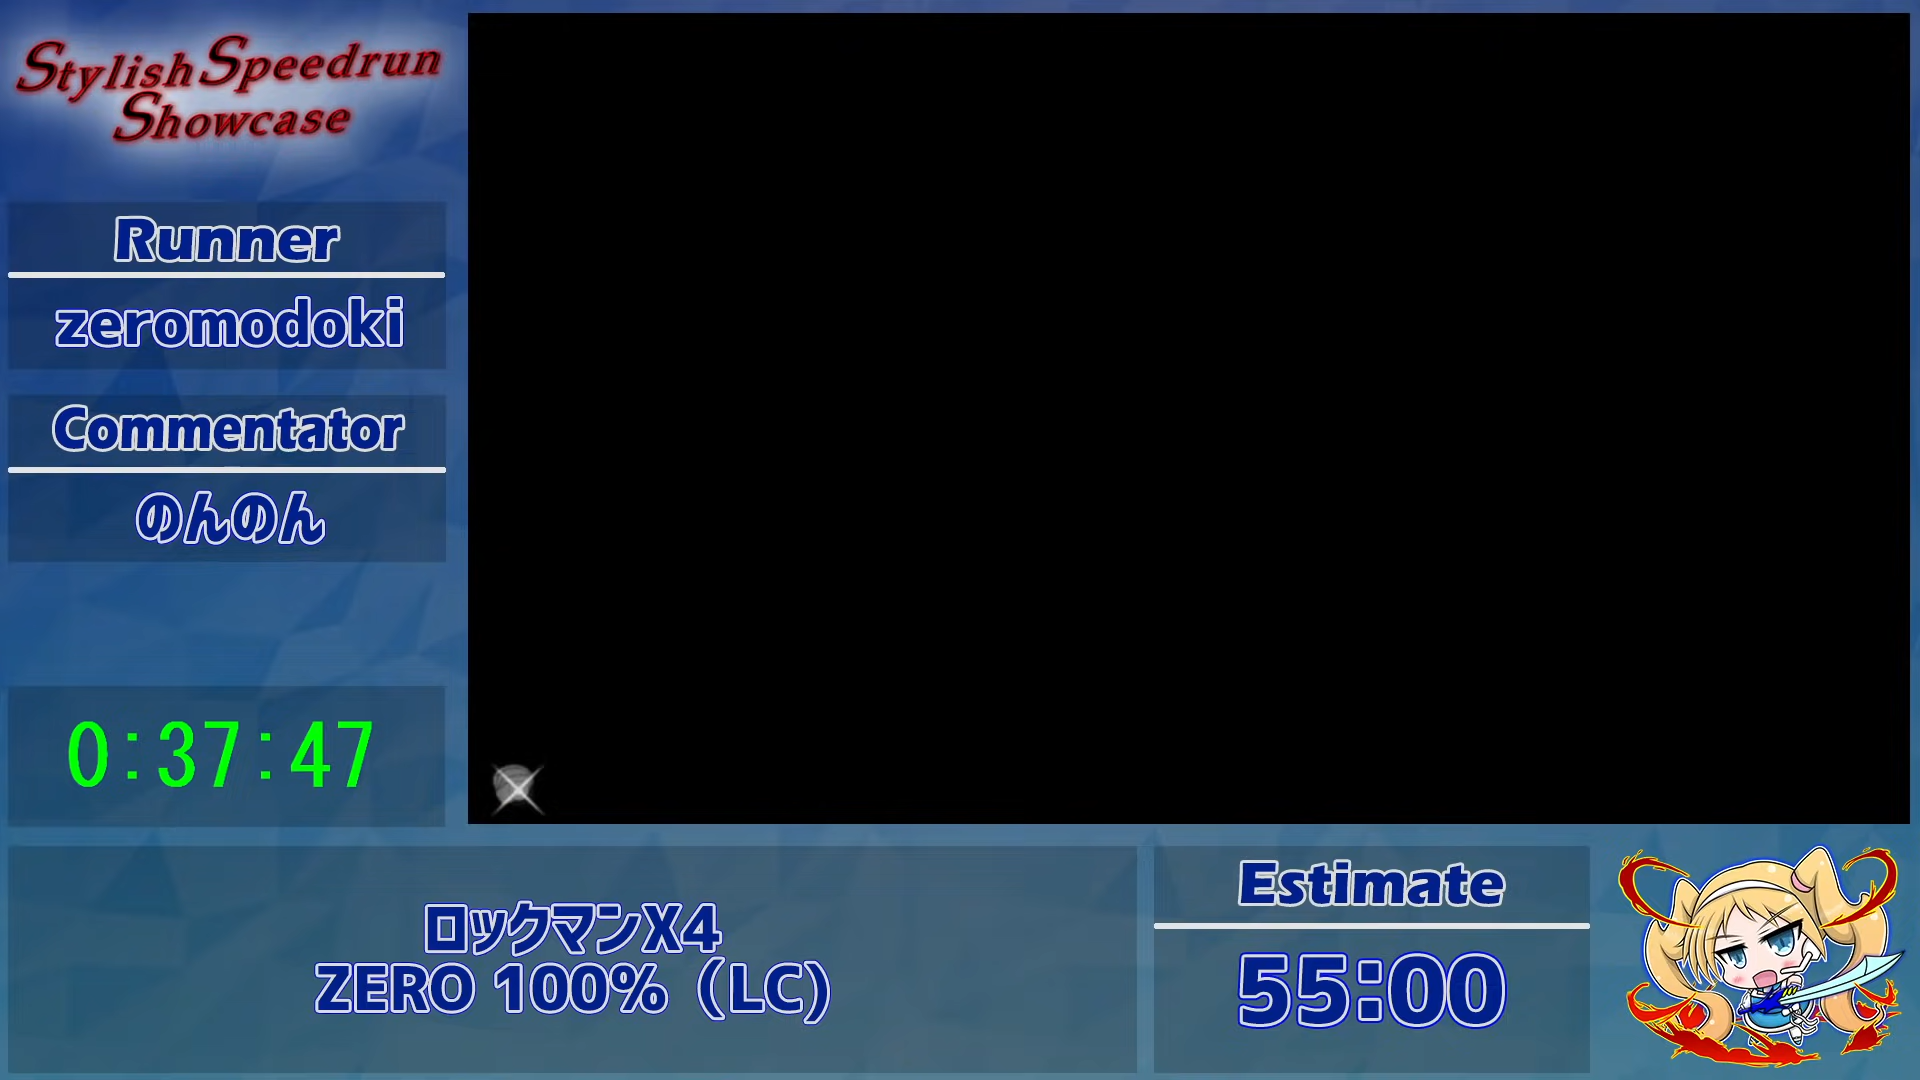 Stylish Speedrun
Showcase
Runner
zeromodoki
Commentator
のんのん
0:37:47
ロックマンX4
ZERO 100%（LC）
Estimate
55:00